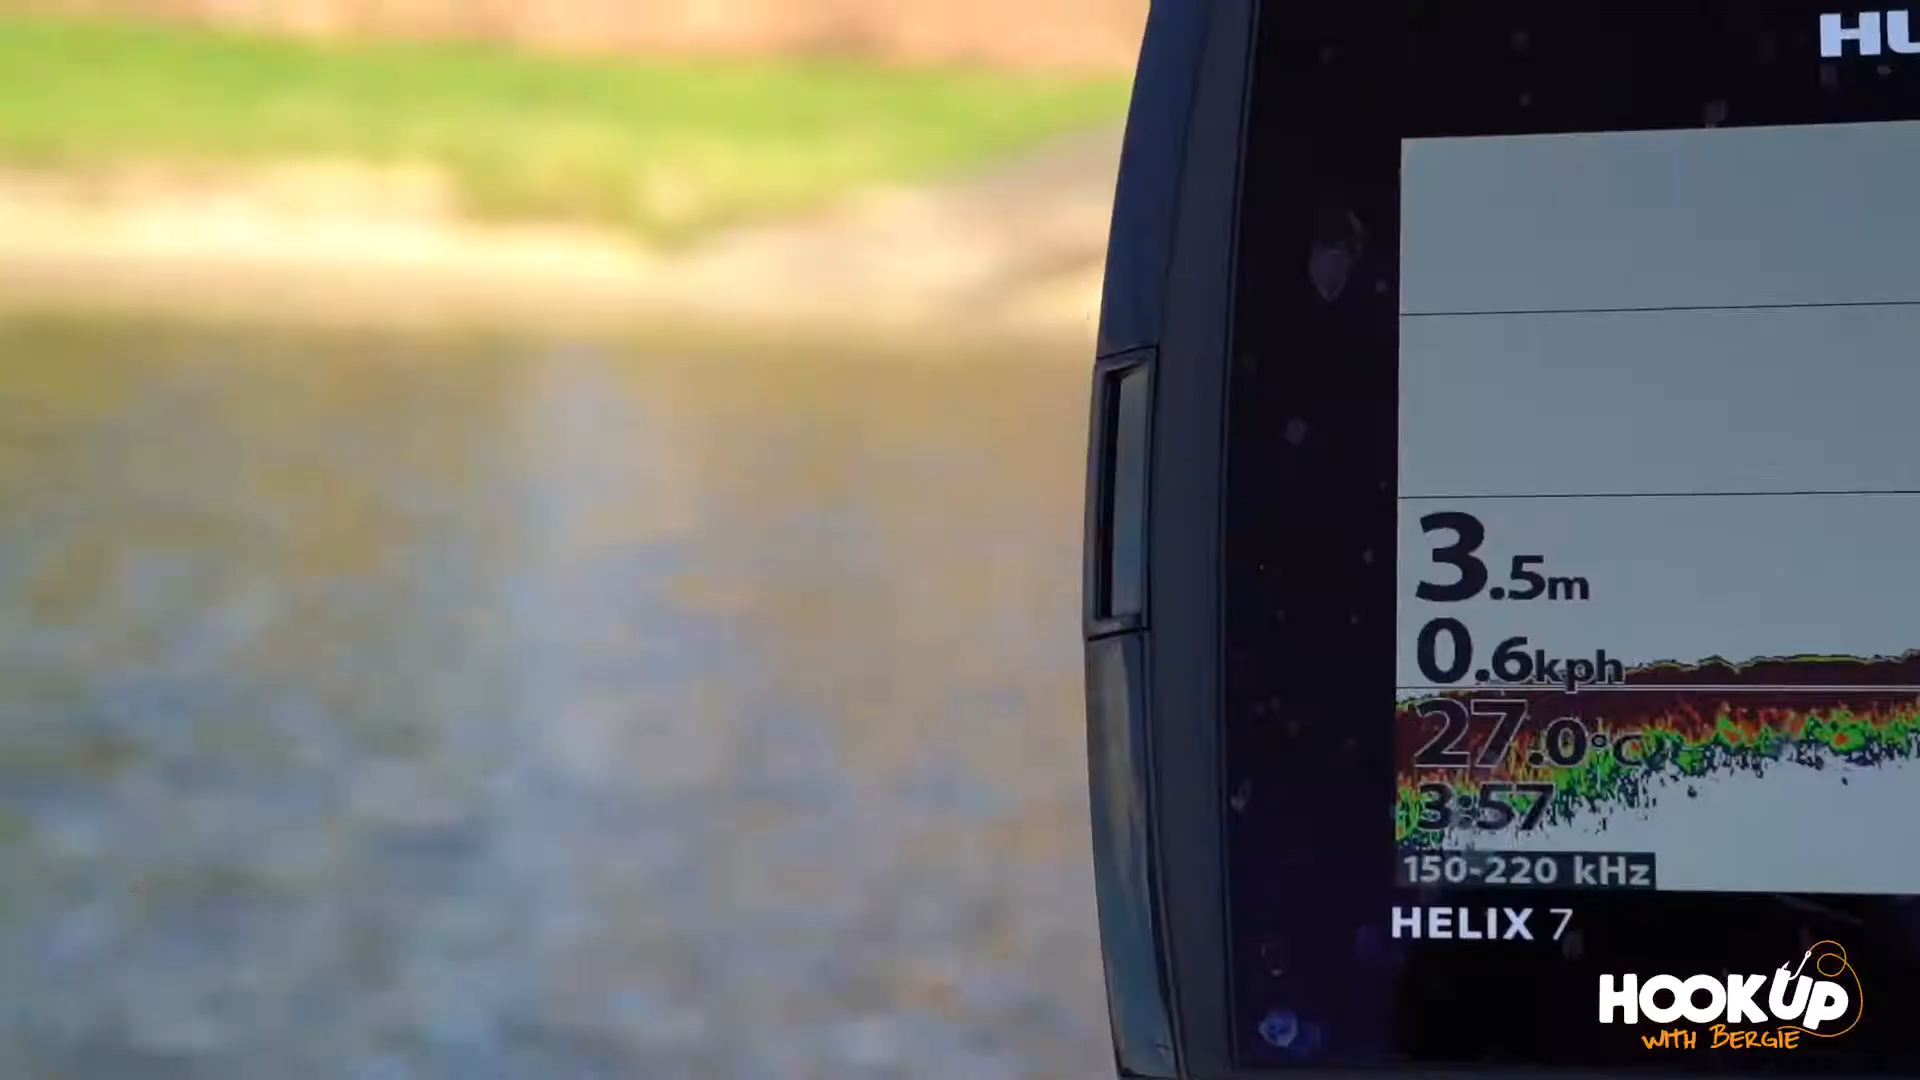 HU
3.5m
0.6kph
27.0°C
3:57
150-220 kHz
HELIX 7
HOOKUP
WITH BERGIE